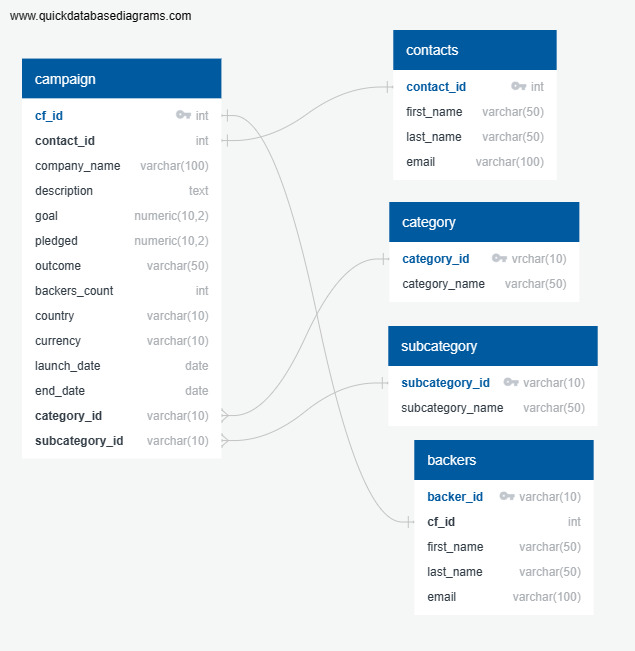 www.quickdatabasediagrams.com
campaign
cf_id int
contact_id int
company_name varchar(100)
description text
goal numeric(10,2)
pledged numeric(10,2)
outcome varchar(50)
backers_count int
country varchar(10)
currency varchar(10)
launch_date date
end_date date
category_id varchar(10)
subcategory_id varchar(10)
contacts
contact_id int
first_name varchar(50)
last_name varchar(50)
email varchar(100)
category
category_id vrchar(10)
category_name varchar(50)
subcategory
subcategory_id varchar(10)
subcategory_name varchar(50)
backers
backer_id varchar(10)
cf_id int
first_name varchar(50)
last_name varchar(50)
email varchar(100)